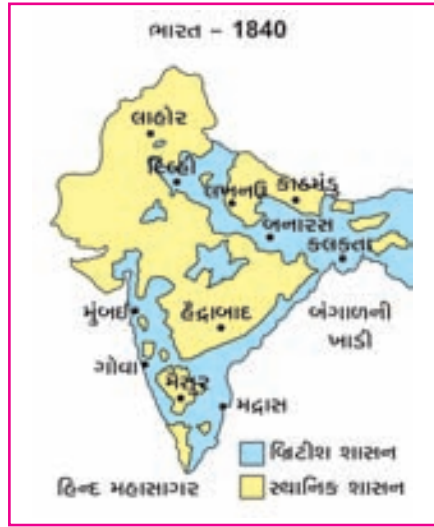 ભારત – 1840
લાહોર
દિલ્હી
લખનઉ
કાઠમંડુ
બનારસ
કલકતા
મુંબઈ
હૈદ્રાબાદ
બંગાળની
ખાડી
ગોવા
મૈસુર
મદ્રાસ
બ્રિટીશ શાસન
હિન્દ મહાસાગર
સ્થાનિક શાસન